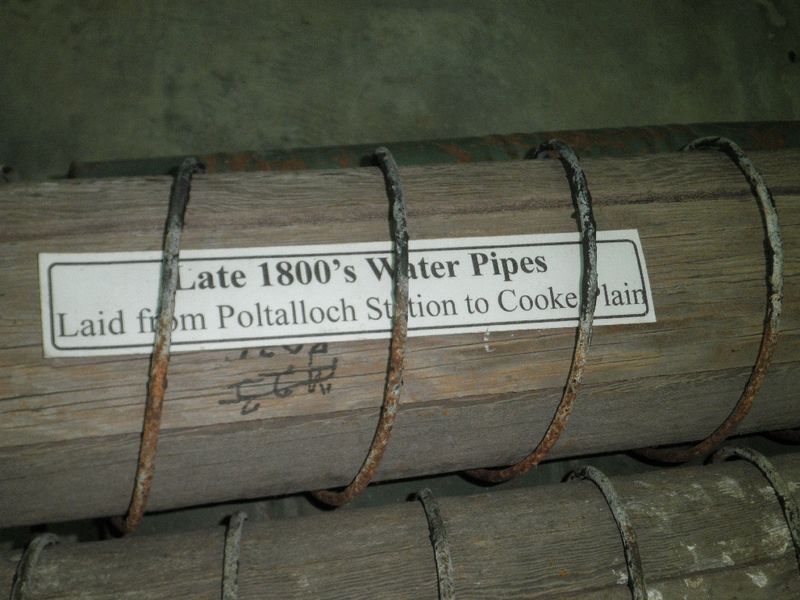 Late 1800's Water Pipes
Laid from Poltalloch Station to Cooke Plain